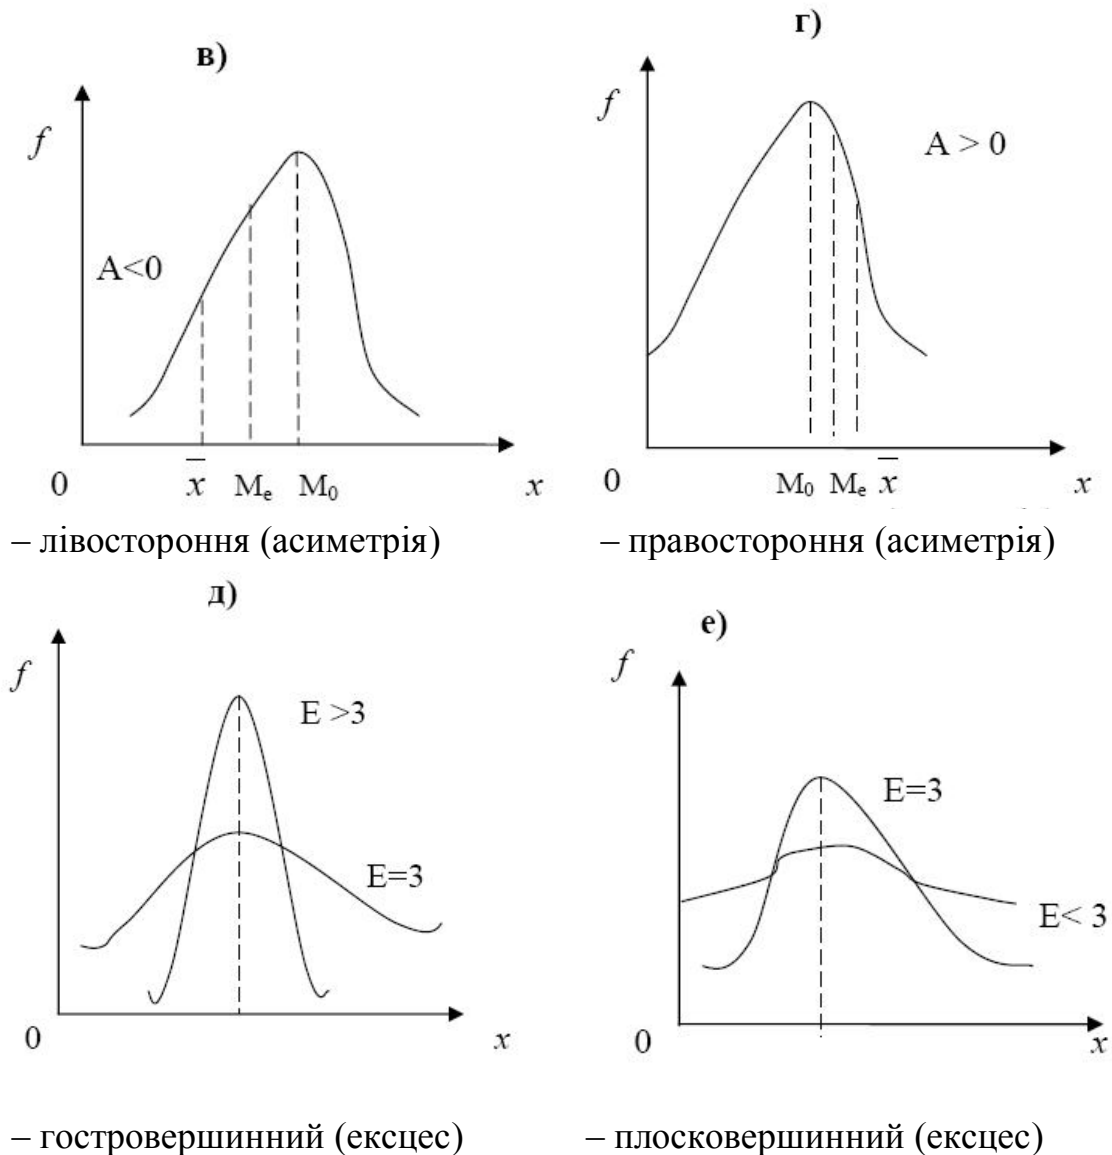 в)
f
A<0
0
x̅
Mₑ
M₀
x
– лівостороння (асиметрія)
г)
f
A > 0
0
M₀
Mₑ
x̅
x
– правостороння (асиметрія)
д)
f
E >3
E=3
0
x
– гостровершинний (ексцес)
е)
f
E=3
E< 3
0
x
– плосковершинний (ексцес)